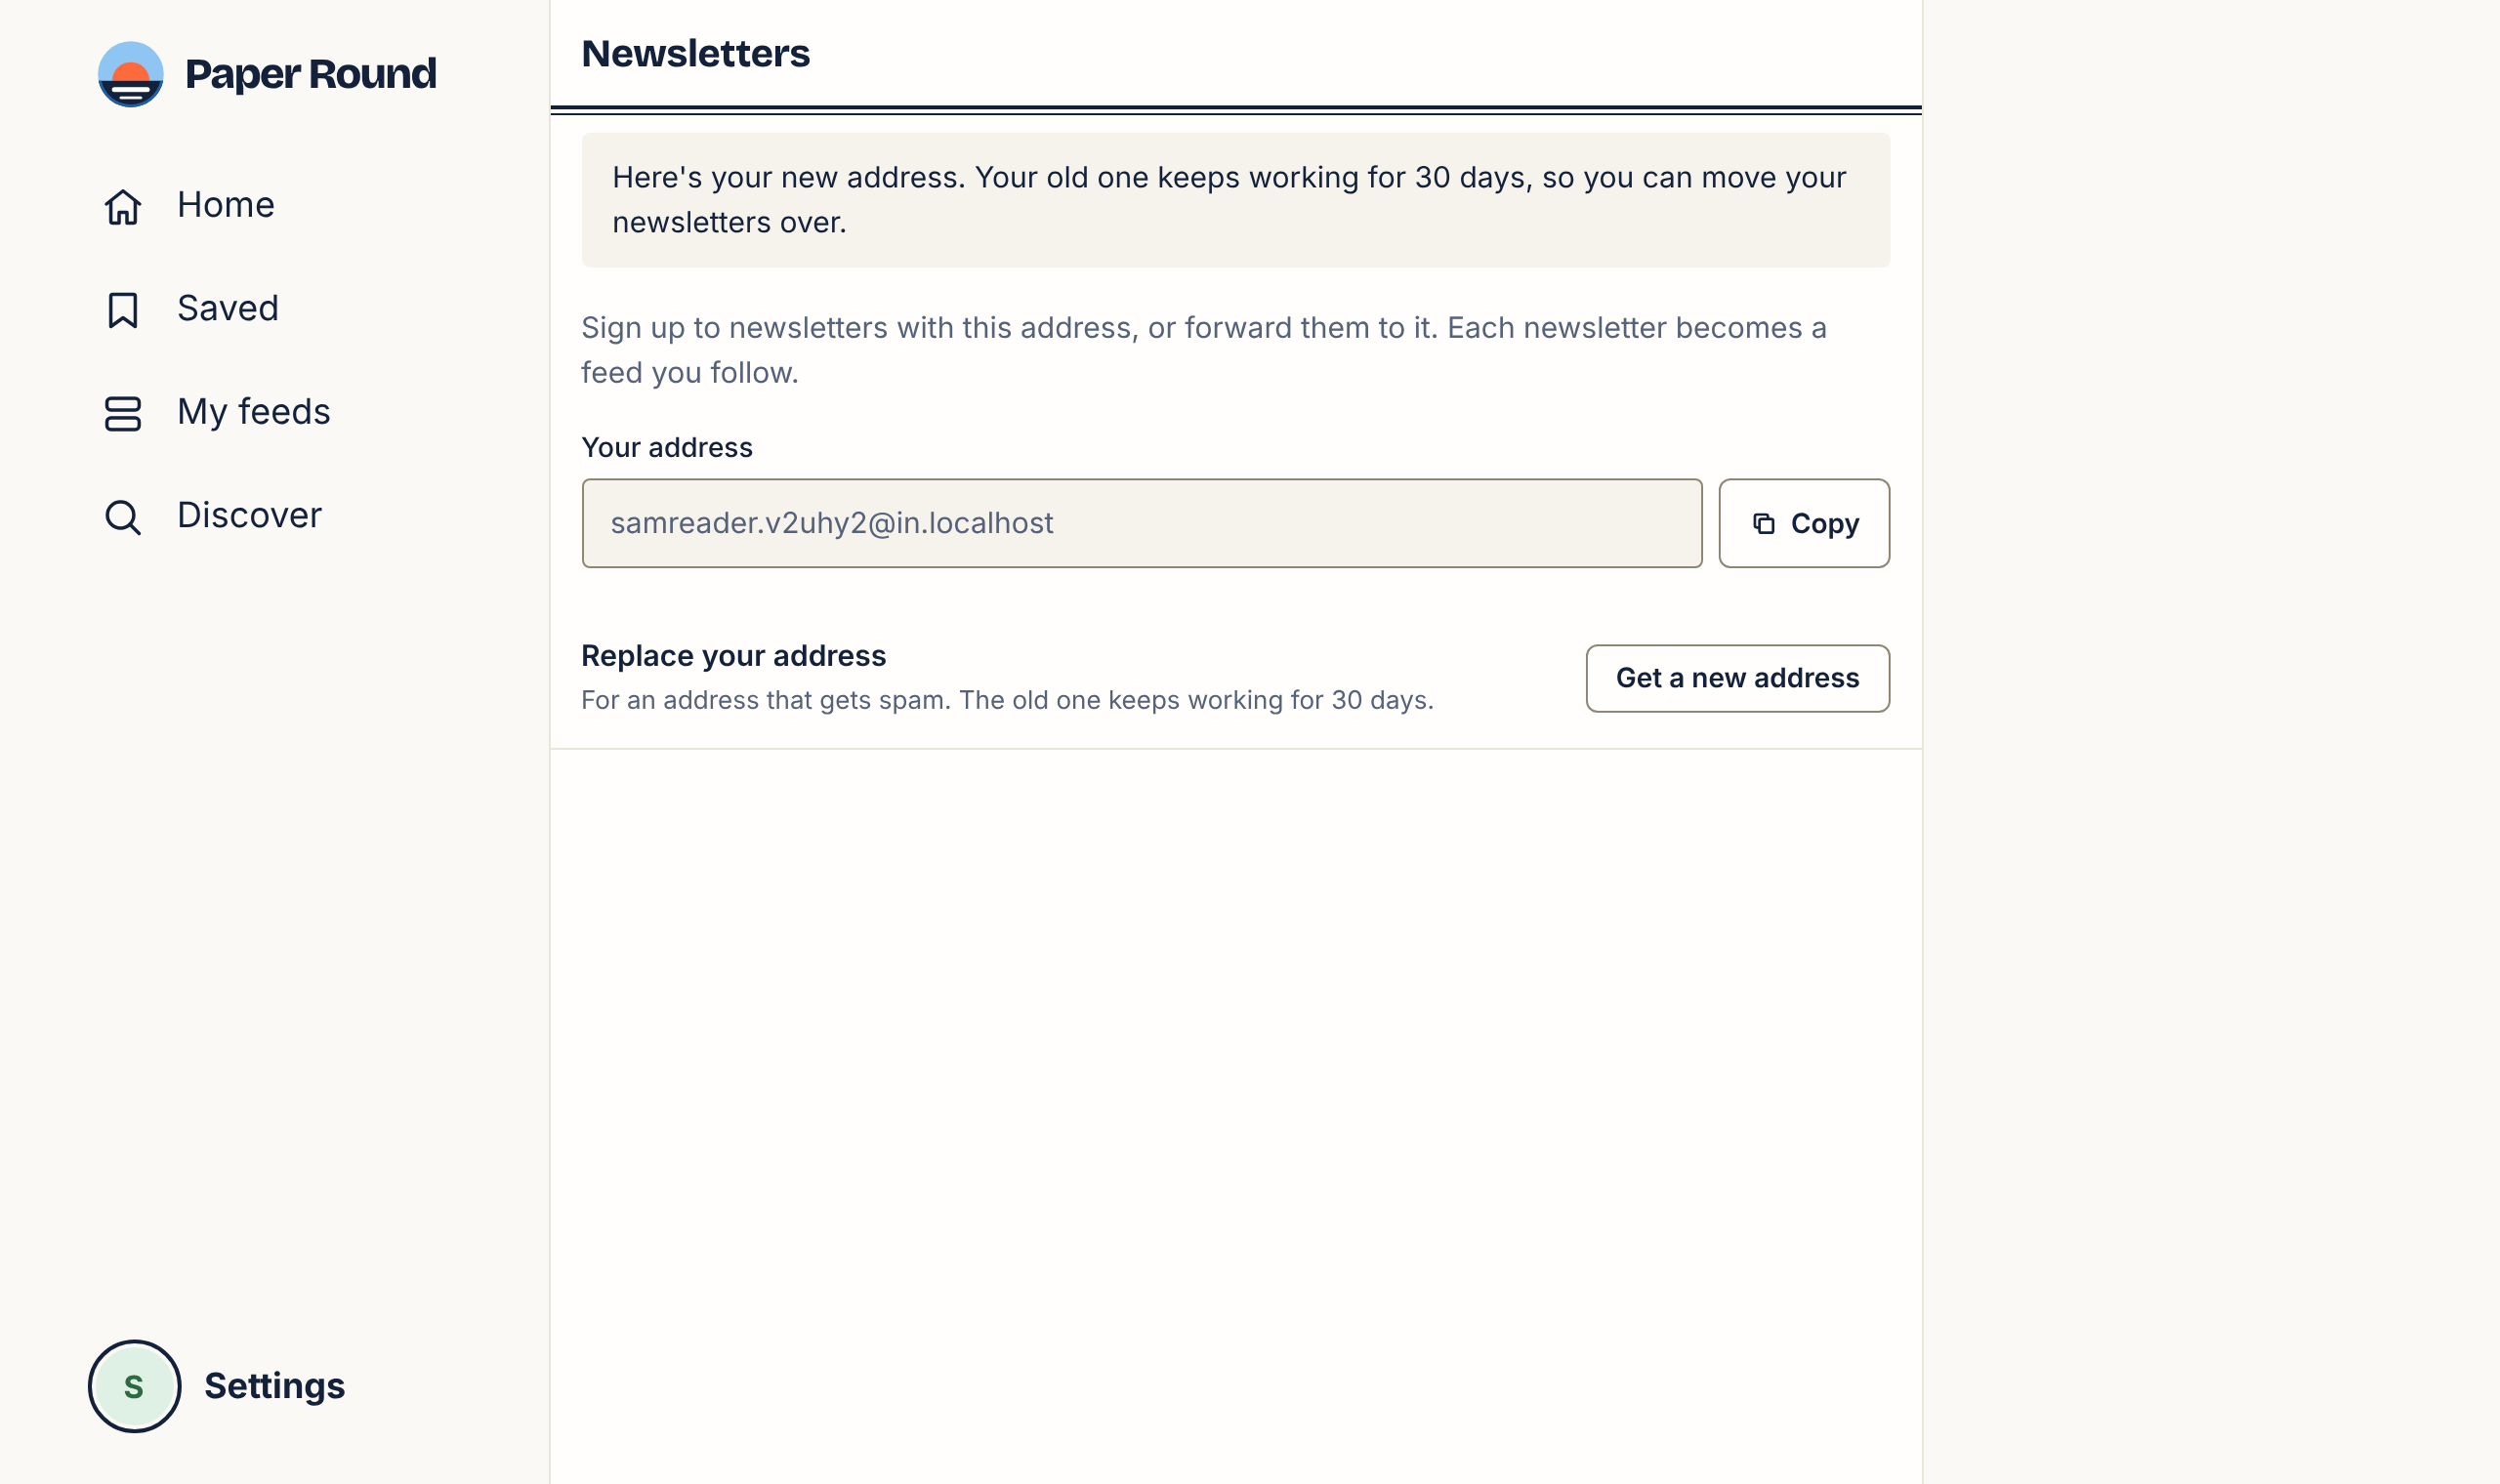 Paper Round
Home
Saved
My feeds
Discover
S
Settings
Newsletters
Here's your new address. Your old one keeps working for 30 days, so you can move your
newsletters over.
Sign up to newsletters with this address, or forward them to it. Each newsletter becomes a
feed you follow.
Your address
samreader.v2uhy2@in.localhost
Copy
Replace your address
For an address that gets spam. The old one keeps working for 30 days.
Get a new address